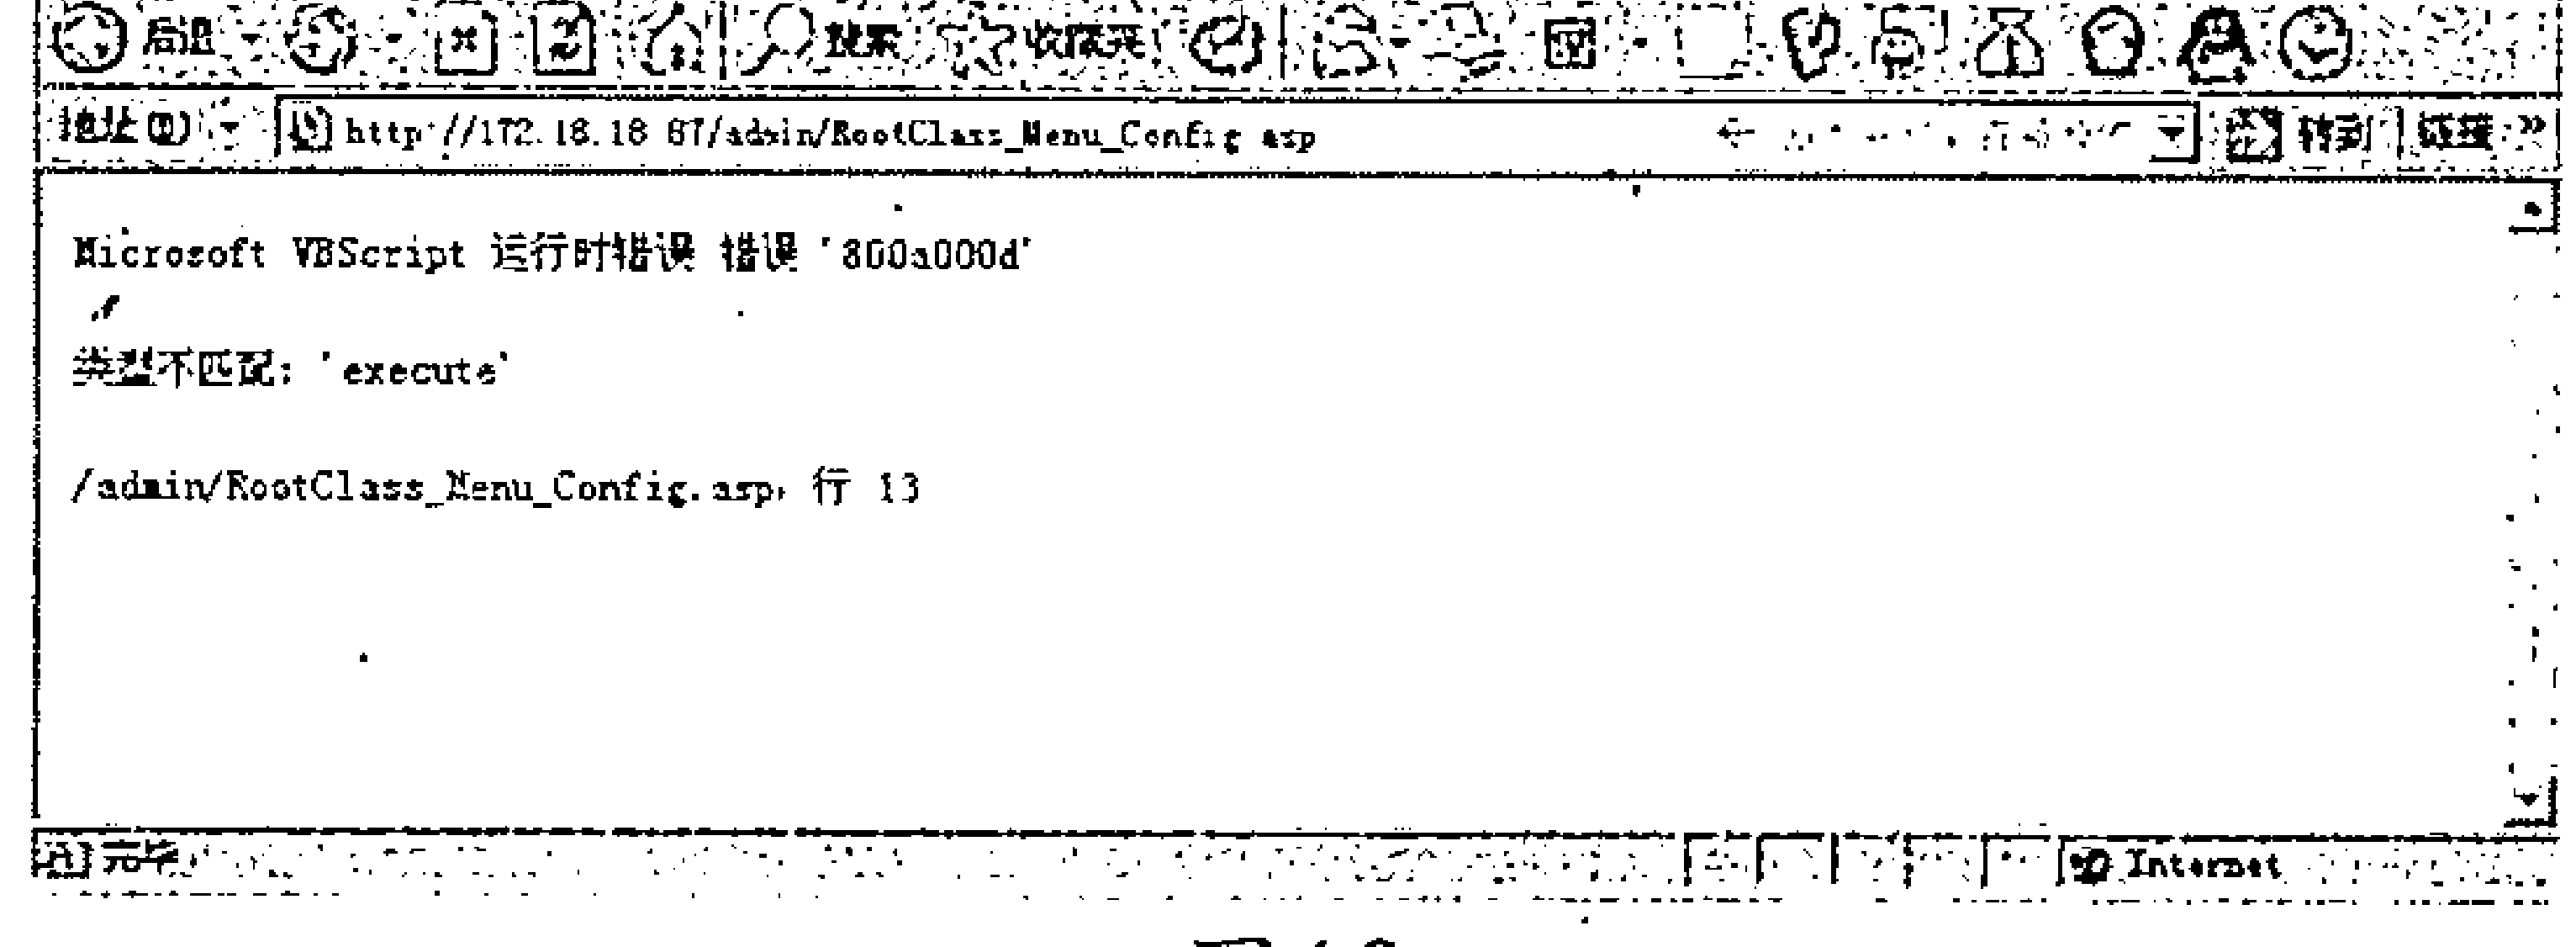 后退 搜索 收藏夹
地址(D) http://172.18.18.67/admin/RootClass_Menu_Config.asp 转到 链接 »
Microsoft VBScript 运行时错误 错误 '800a000d'
类型不匹配: 'execute'
/admin/RootClass_Menu_Config.asp, 行 13
完毕 Internet